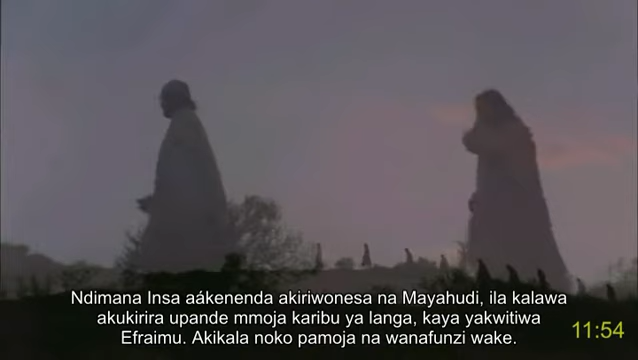 Ndimana Insa aákenenda akiriwonesa na Mayahudi, ila kalawa
akukirira upande mmoja karibu ya langa, kaya yakwitiwa
Efraimu. Akikala noko pamoja na wanafunzi wake.
11:54